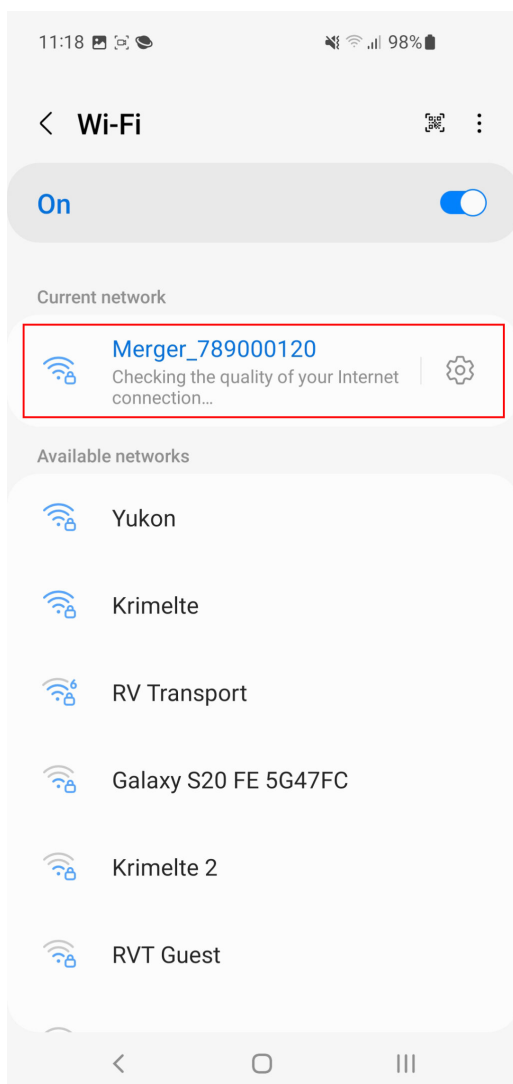 11:18 98%
Wi-Fi
On
Current network
Merger_789000120
Checking the quality of your Internet
connection...
Available networks
Yukon
Krimelte
6
RV Transport
Galaxy S20 FE 5G47FC
Krimelte 2
RVT Guest